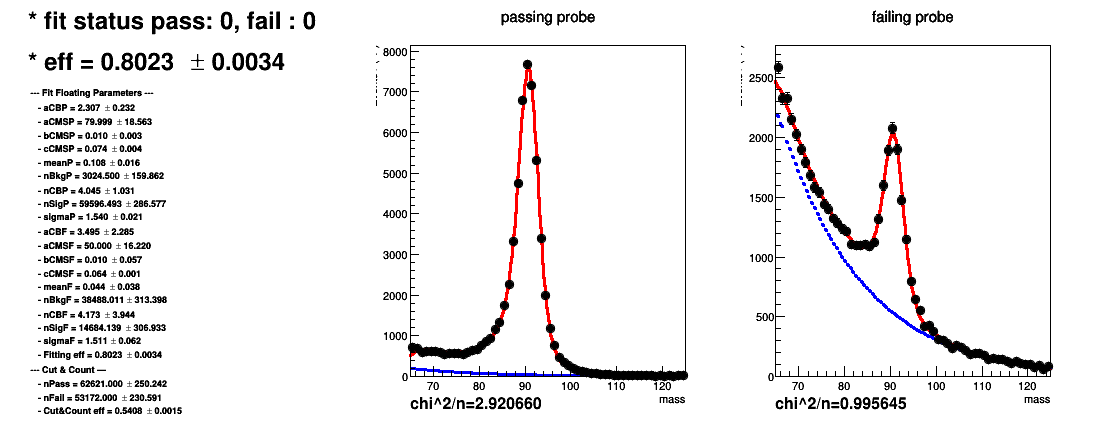 * fit status pass: 0, fail : 0
* eff = 0.8023 ± 0.0034
--- Fit Floating Parameters ---
- aCBP = 2.307 ± 0.232
- aCMSP = 79.999 ± 18.563
- bCMSP = 0.010 ± 0.003
- cCMSP = 0.074 ± 0.004
- meanP = 0.108 ± 0.016
- nBkgP = 3024.500 ± 159.862
- nCBP = 4.045 ± 1.031
- nSigP = 59596.493 ± 286.577
- sigmaP = 1.540 ± 0.021
- aCBF = 3.495 ± 2.285
- aCMSF = 50.000 ± 16.220
- bCMSF = 0.010 ± 0.057
- cCMSF = 0.064 ± 0.001
- meanF = 0.044 ± 0.038
- nBkgF = 38488.011 ± 313.398
- nCBF = 4.173 ± 3.944
- nSigF = 14684.139 ± 306.933
- sigmaF = 1.511 ± 0.062
- Fitting eff = 0.8023 ± 0.0034
--- Cut & Count ---
- nPass = 62621.000 ± 250.242
- nFail = 53172.000 ± 230.591
- Cut&Count eff = 0.5408 ± 0.0015
passing probe
8000
7000
6000
5000
4000
3000
2000
1000
0
70 80 90 100 110 120
mass
chi^2/n=2.920660
failing probe
2500
2000
1500
1000
500
0
70 80 90 100 110 120
mass
chi^2/n=0.995645